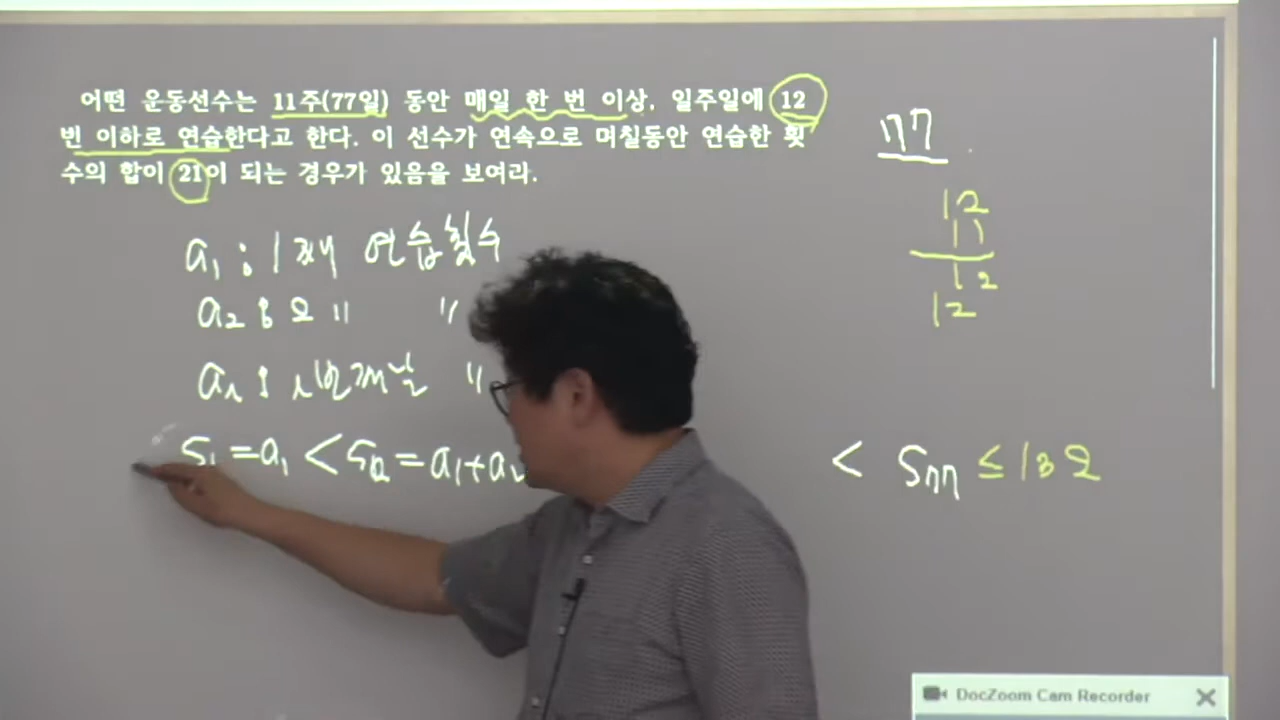 어떤 운동선수는 11주(77일) 동안 매일 한 번 이상, 일주일에 12
번 이하로 연습한다고 한다. 이 선수가 연속으로 며칠동안 연습한 횟
수의 합이 21이 되는 경우가 있음을 보여라.
77
12
11
12
12
a₁ : 1째 연습횟수
a₂ : 2 〃 〃
aᵢ : i번째날 〃
S₁ = a₁ < S₂ = a₁+a₂
< S₇₇ ≤ 132
DocZoom Cam Recorder